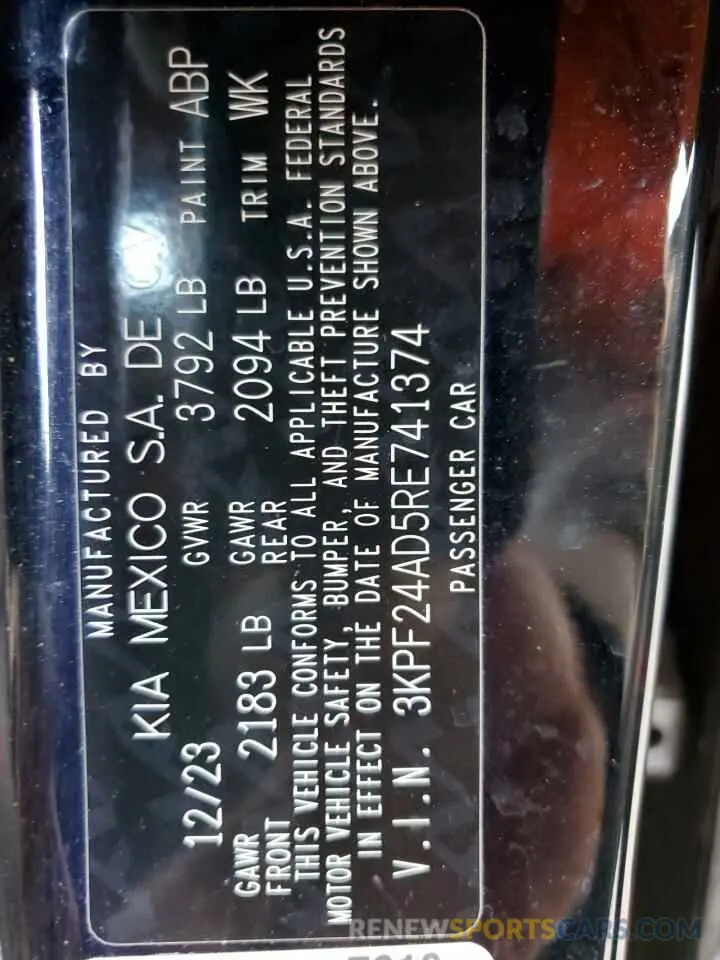 MANUFACTURED BY
KIA MEXICO S.A. DE C.V
12/23 GVWR 3792 LB PAINT ABP
GAWR FRONT 2183 LB GAWR REAR 2094 LB TRIM WK
THIS VEHICLE CONFORMS TO ALL APPLICABLE U.S.A. FEDERAL
MOTOR VEHICLE SAFETY, BUMPER, AND THEFT PREVENTION STANDARDS
IN EFFECT ON THE DATE OF MANUFACTURE SHOWN ABOVE.
V.I.N. 3KPF24AD5RE741374
PASSENGER CAR
RENEWSPORTSCARS.COM